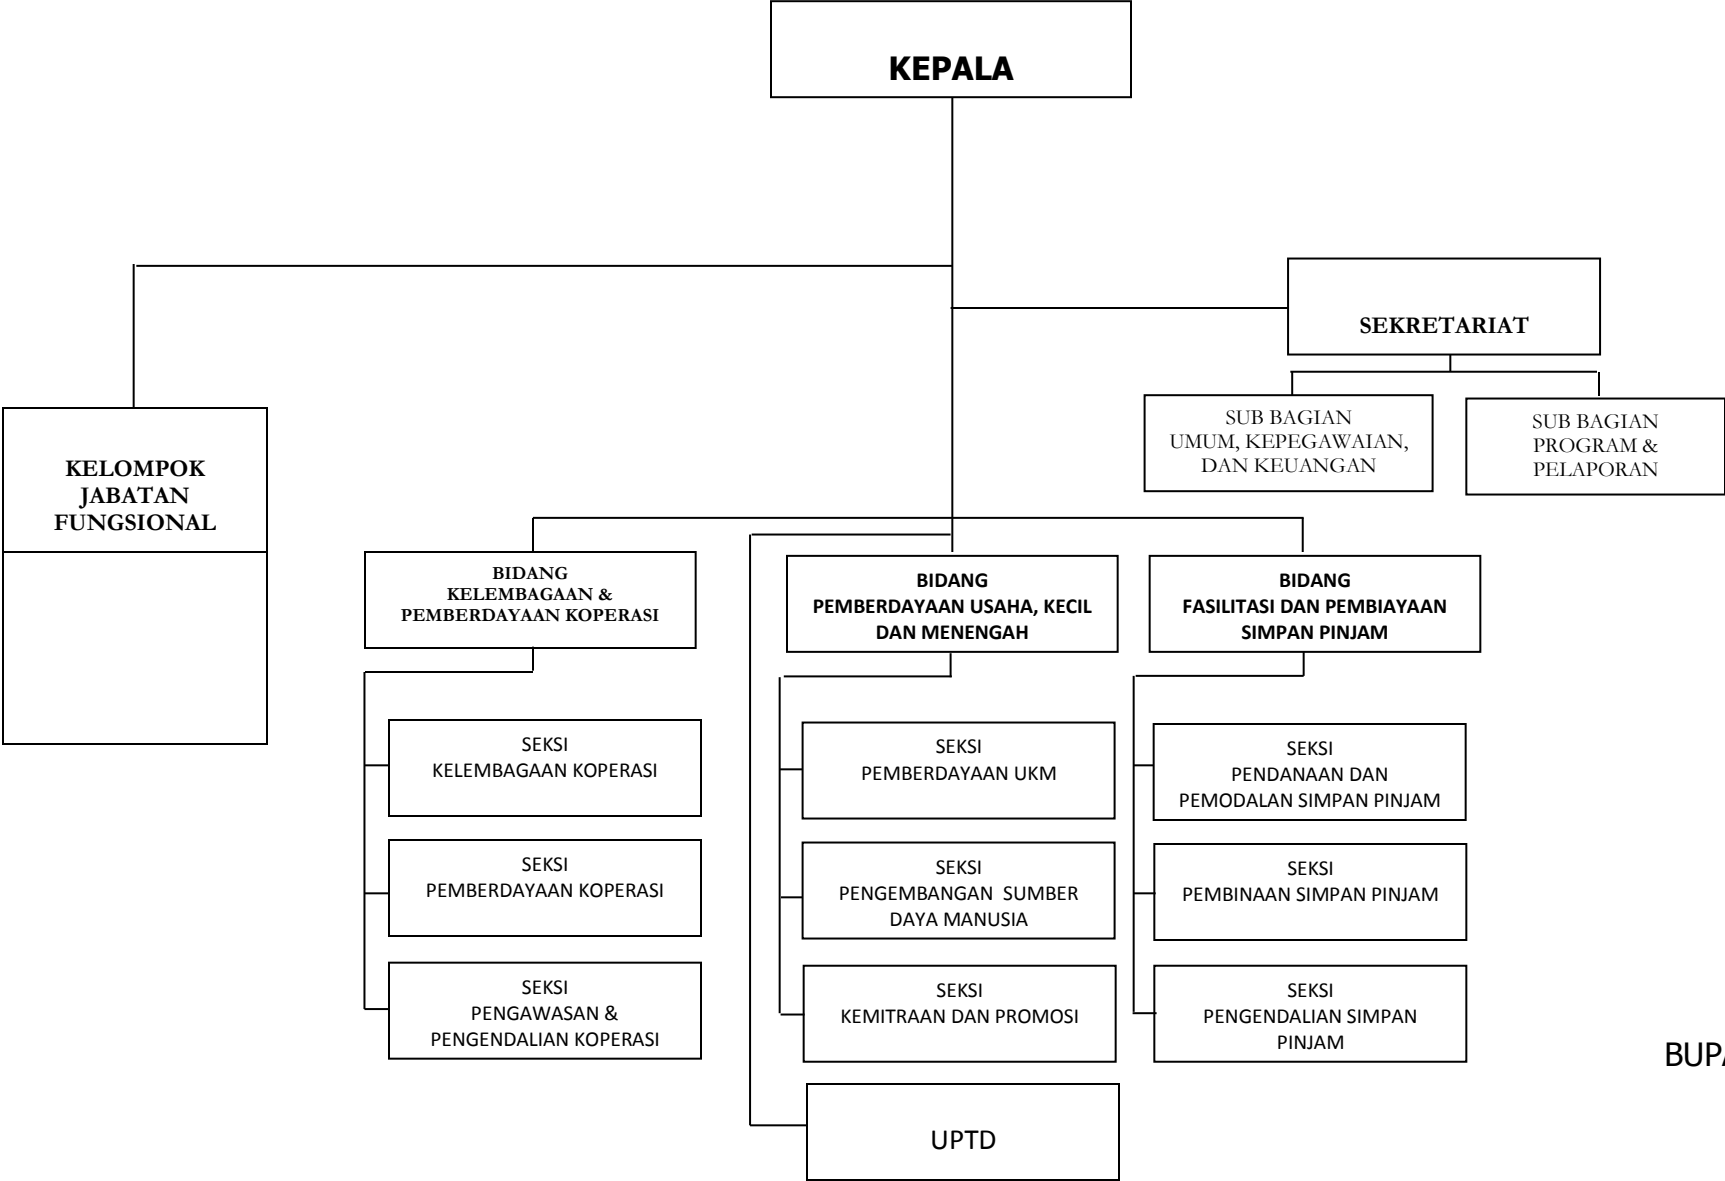 KEPALA
SEKRETARIAT
SUB BAGIAN
UMUM, KEPEGAWAIAN,
DAN KEUANGAN
SUB BAGIAN
PROGRAM &
PELAPORAN
KELOMPOK
JABATAN
FUNGSIONAL
BIDANG
KELEMBAGAAN &
PEMBERDAYAAN KOPERASI
BIDANG
PEMBERDAYAAN USAHA, KECIL
DAN MENENGAH
BIDANG
FASILITASI DAN PEMBIAYAAN
SIMPAN PINJAM
SEKSI
KELEMBAGAAN KOPERASI
SEKSI
PEMBERDAYAAN UKM
SEKSI
PENDANAAN DAN
PEMODALAN SIMPAN PINJAM
SEKSI
PEMBERDAYAAN KOPERASI
SEKSI
PENGEMBANGAN SUMBER
DAYA MANUSIA
SEKSI
PEMBINAAN SIMPAN PINJAM
SEKSI
PENGAWASAN &
PENGENDALIAN KOPERASI
SEKSI
KEMITRAAN DAN PROMOSI
SEKSI
PENGENDALIAN SIMPAN
PINJAM
UPTD